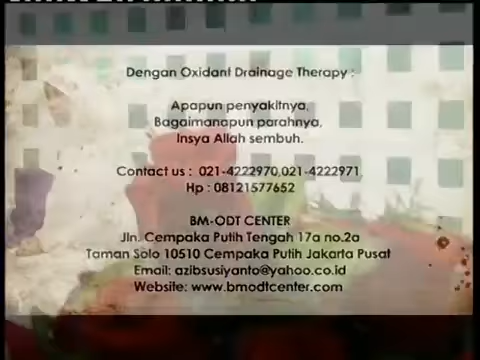 Dengan Oxidant Drainage Therapy :
Apapun penyakitnya,
Bagaimanapun parahnya,
Insya Allah sembuh.
Contact us : 021-4222970,021-4222971,
Hp : 08121577652
BM-ODT CENTER
Jln. Cempaka Putih Tengah 17a no.2a
Taman Solo 10510 Cempaka Putih Jakarta Pusat
Email: azibsusiyanto@yahoo.co.id
Website: www.bmodtcenter.com